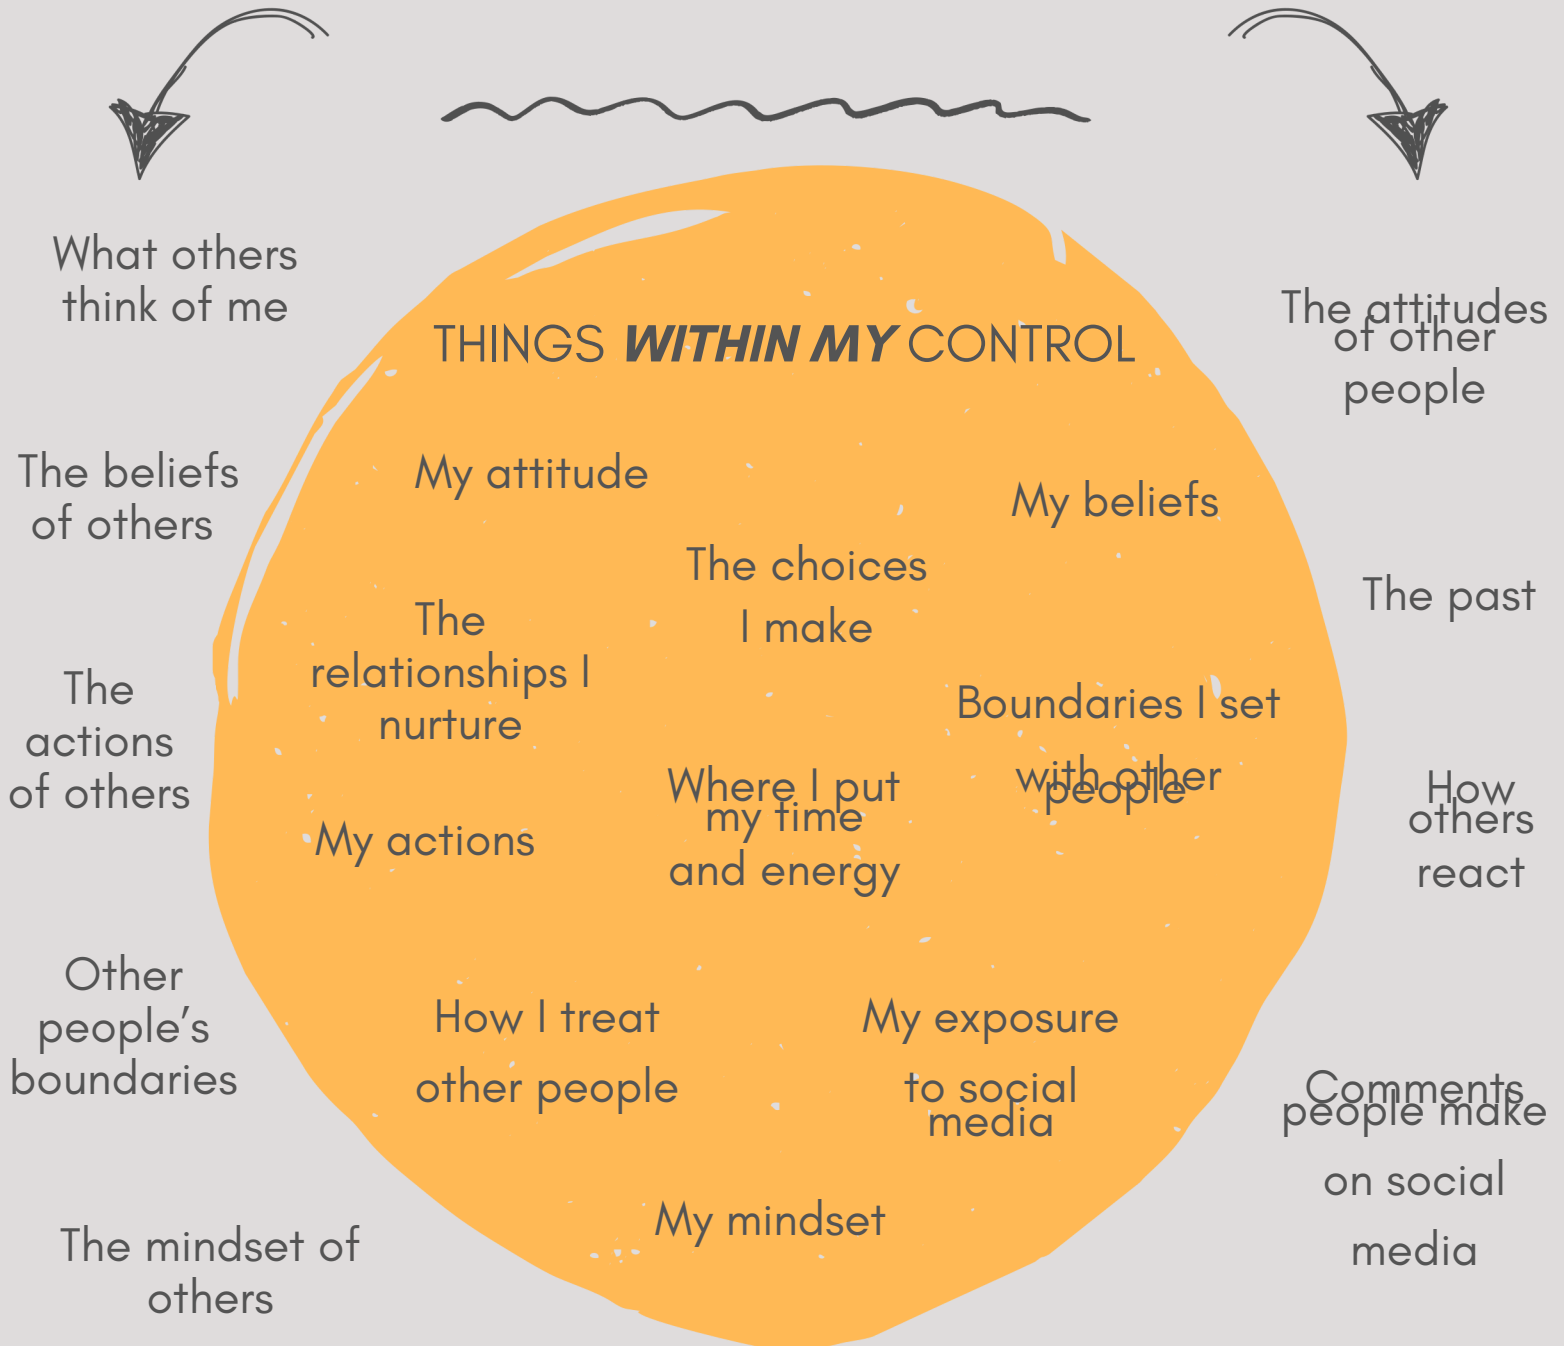 What others
think of me
The beliefs
of others
The
actions
of others
Other
people’s
boundaries
The mindset of
others
THINGS WITHIN MY CONTROL
My attitude
My beliefs
The choices
I make
The
relationships I
nurture
Boundaries I set
with other
people
Where I put
my time
and energy
My actions
How I treat
other people
My exposure
to social
media
My mindset
The attitudes
of other
people
The past
How
others
react
Comments
people make
on social
media